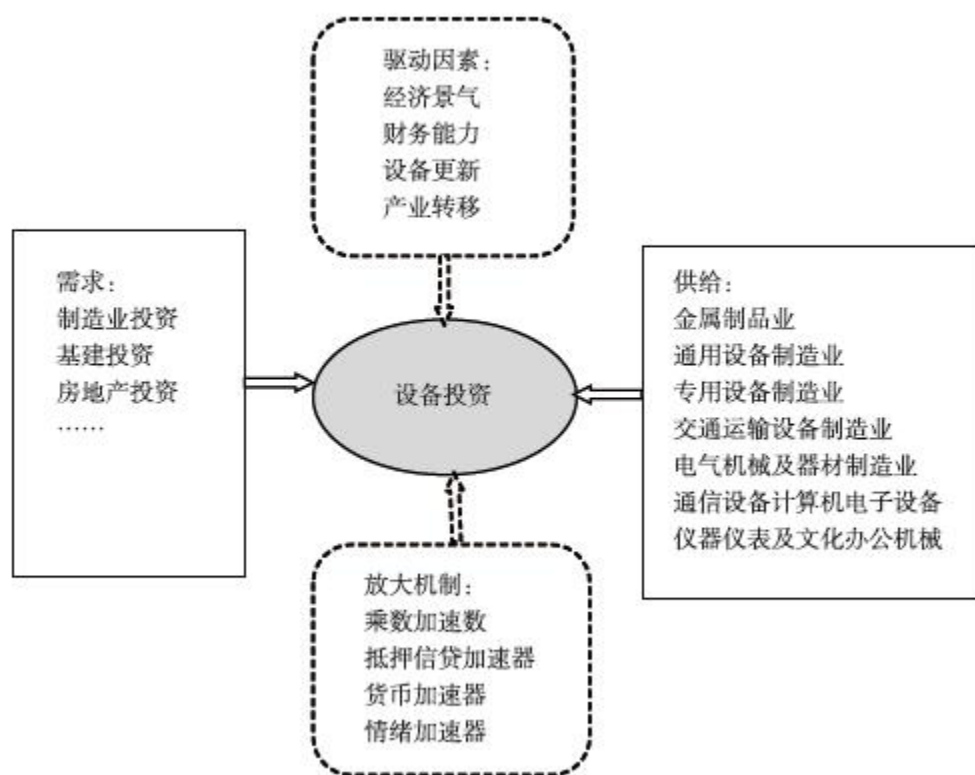 驱动因素：
经济景气
财务能力
设备更新
产业转移
需求：
制造业投资
基建投资
房地产投资
……
设备投资
供给：
金属制品业
通用设备制造业
专用设备制造业
交通运输设备制造业
电气机械及器材制造业
通信设备计算机电子设备
仪器仪表及文化办公机械
放大机制：
乘数加速数
抵押信贷加速器
货币加速器
情绪加速器